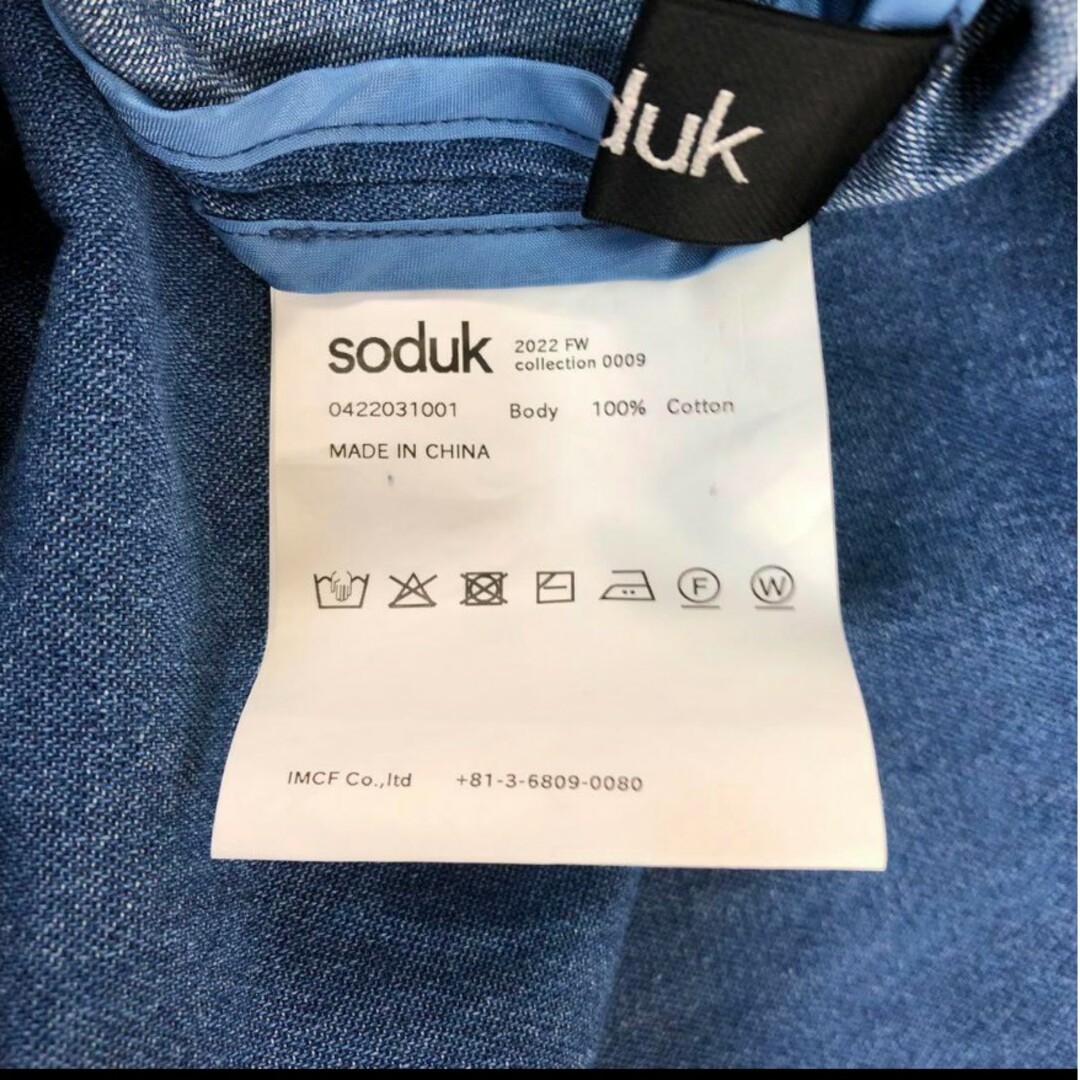 duk
soduk 2022 FW
collection 0009
0422031001 Body 100% Cotton
MADE IN CHINA
F W
IMCF Co.,ltd +81-3-6809-0080